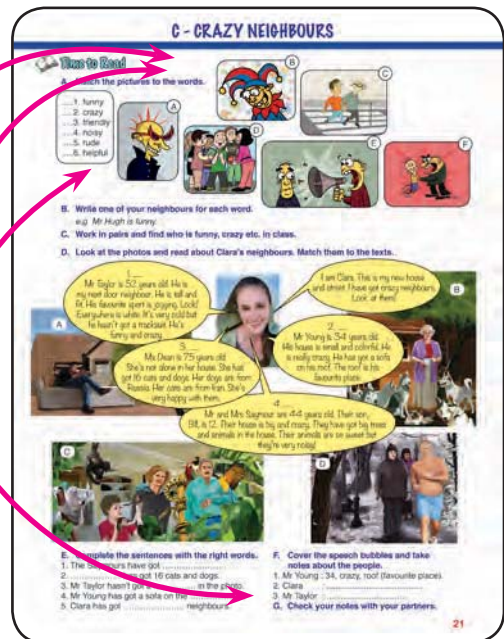 C - CRAZY NEIGHBOURS
Time to Read
A. Match the pictures to the words.
....1. funny
....2. crazy
....3. friendly
....4. noisy
....5. rude
....6. helpful
A
B
C
D
E
F
B. Write one of your neighbours for each word.
e.g. Mr Hugh is funny.
C. Work in pairs and find who is funny, crazy etc. in class.
D. Look at the photos and read about Clara's neighbours. Match them to the texts.
1. ...
Mr Taylor is 52 years old. He is
my next door neighbour. He is tall and
fit. His favourite sport is jogging. Look!
Everywhere is white. It's very cold but
he hasn't got a tracksuit. He's
funny and crazy.
I am Clara. This is my new house
and street. I have got crazy neighbours.
Look at them!
2. ...
Mr Young is 34 years old.
His house is small and colorful. He
is really crazy. He has got a sofa
on his roof. The roof is his
favourite place.
3. ...
Ms Dean is 75 years old.
She's not alone in her house. She has
got 16 cats and dogs. Her dogs are from
Russia. Her cats are from Iran. She's
very happy with them.
4. ...
Mr and Mrs Seymour are 44 years old. Their son,
Bill, is 12. Their house is big and crazy. They have got big trees
and animals in the house. Their animals are so sweet but
they're very noisy!
A
B
C
D
E. Complete the sentences with the right words.
1. The Seymours have got ....................
2. .................... got 16 cats and dogs.
3. Mr Taylor hasn't got .................... in the photo.
4. Mr Young has got a sofa on the
5. Clara has got .................... neighbours
F. Cover the speech bubbles and take
notes about the people.
1. Mr Young : 34, crazy, roof (favourite place)
2. Clara : ....................
3. Mr Taylor : ....................
G. Check your notes with your partners.
21